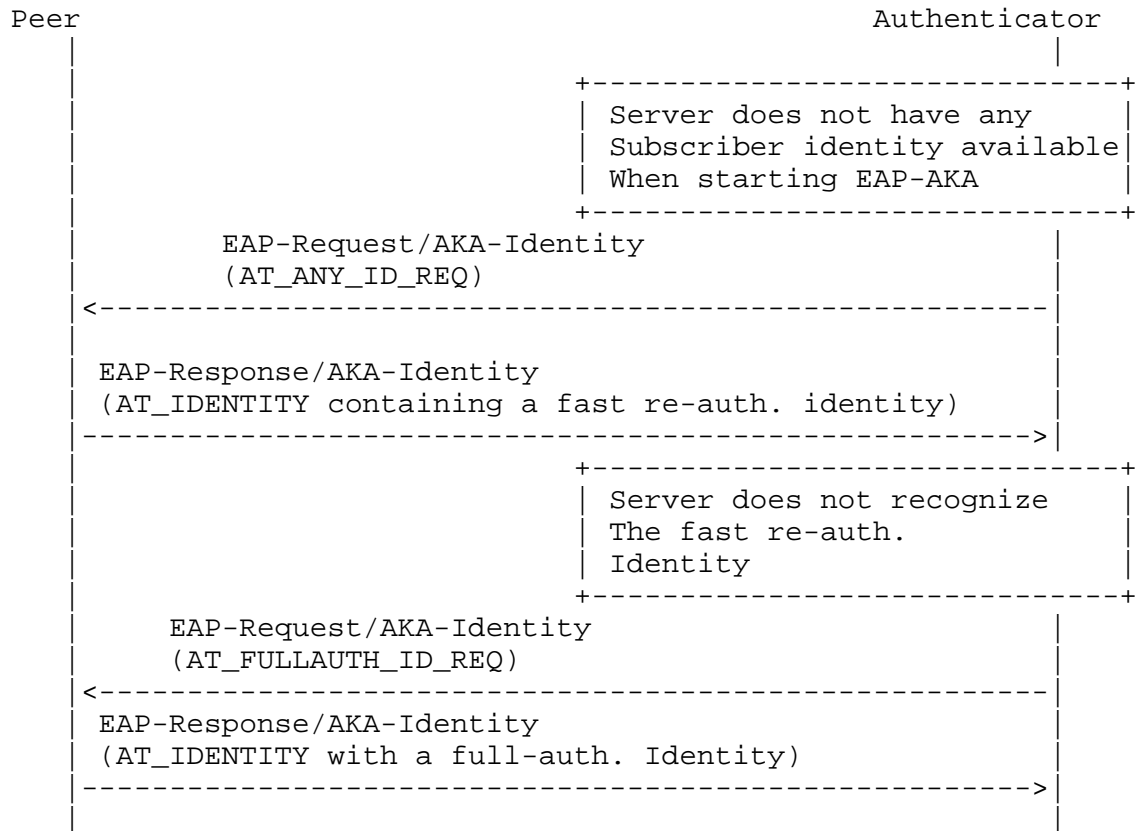 Peer Authenticator
Server does not have any
Subscriber identity available
When starting EAP-AKA
EAP-Request/AKA-Identity
(AT_ANY_ID_REQ)
EAP-Response/AKA-Identity
(AT_IDENTITY containing a fast re-auth. identity)
Server does not recognize
The fast re-auth.
Identity
EAP-Request/AKA-Identity
(AT_FULLAUTH_ID_REQ)
EAP-Response/AKA-Identity
(AT_IDENTITY with a full-auth. Identity)